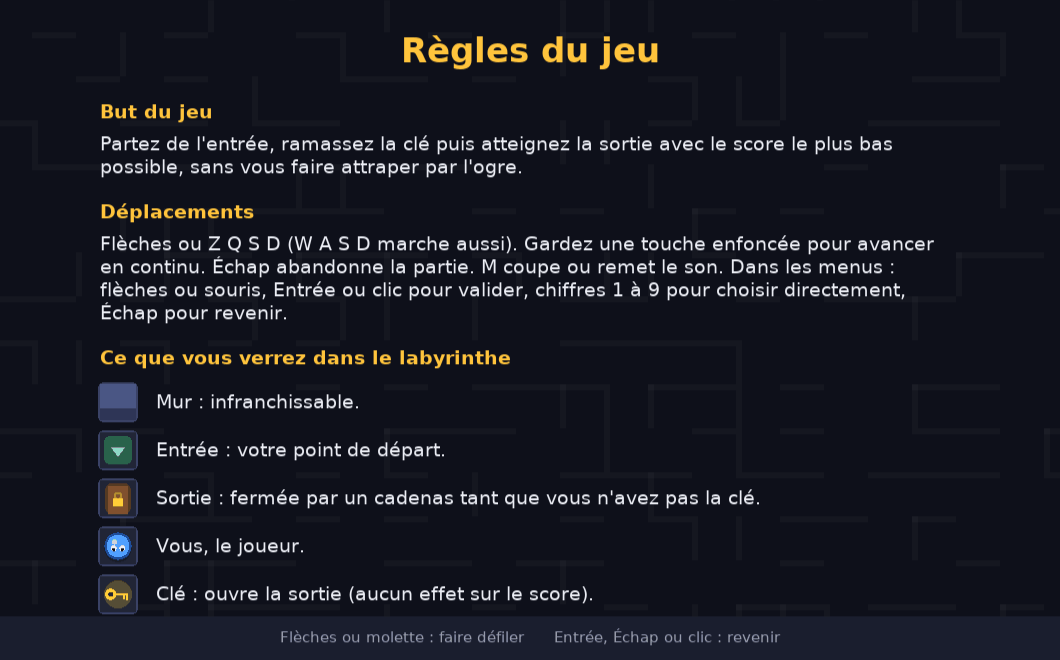 Règles du jeu
But du jeu
Partez de l'entrée, ramassez la clé puis atteignez la sortie avec le score le plus bas
possible, sans vous faire attraper par l'ogre.
Déplacements
Flèches ou Z Q S D (W A S D marche aussi). Gardez une touche enfoncée pour avancer
en continu. Échap abandonne la partie. M coupe ou remet le son. Dans les menus :
flèches ou souris, Entrée ou clic pour valider, chiffres 1 à 9 pour choisir directement,
Échap pour revenir.
Ce que vous verrez dans le labyrinthe
Mur : infranchissable.
Entrée : votre point de départ.
Sortie : fermée par un cadenas tant que vous n'avez pas la clé.
Vous, le joueur.
Clé : ouvre la sortie (aucun effet sur le score).
Flèches ou molette : faire défiler Entrée, Échap ou clic : revenir